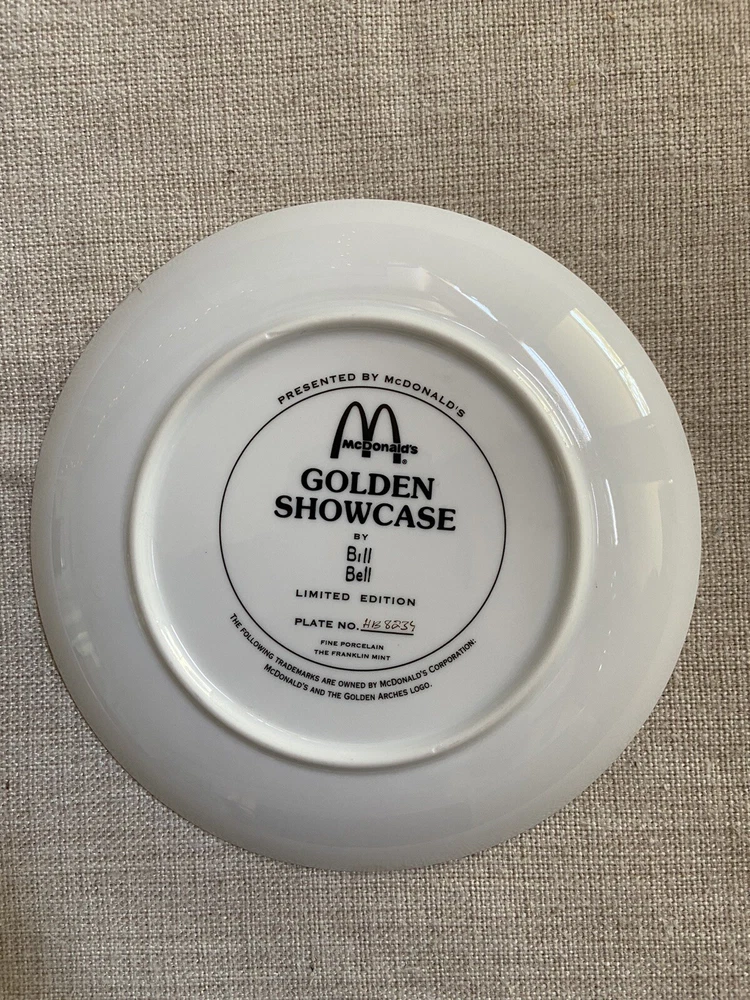 PRESENTED BY McDONALD'S
McDonald's®
GOLDEN
SHOWCASE
BY
Bill
Bell
LIMITED EDITION
PLATE NO. HB8234
FINE PORCELAIN
THE FRANKLIN MINT
THE FOLLOWING TRADEMARKS ARE OWNED BY McDONALD'S CORPORATION:
McDONALD'S AND THE GOLDEN ARCHES LOGO.